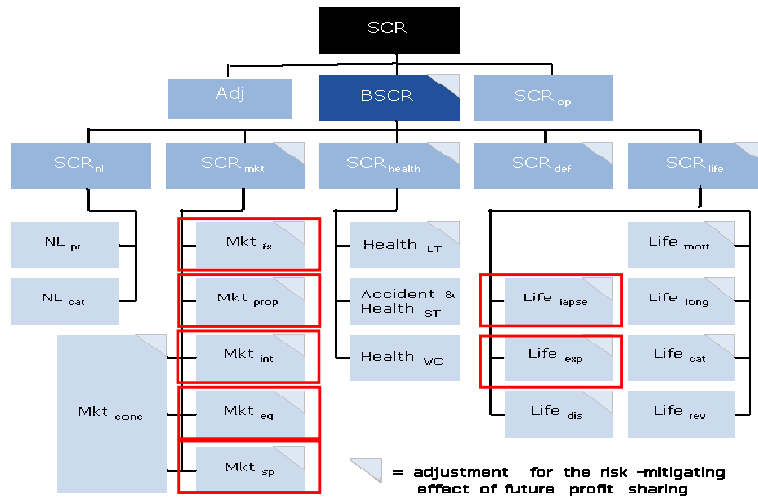 SCR
Adj
BSCR
SCR op
SCR nl
SCR mkt
SCR health
SCR def
SCR life
NL pr
Mkt fx
Health LT
Life mort
NL cat
Mkt prop
Accident &
Health ST
Life lapse
Life long
Mkt int
Health WC
Life exp
Life cat
Mkt conc
Mkt eq
Life dis
Life rev
Mkt sp
= adjustment for the risk -mitigating
effect of future profit sharing